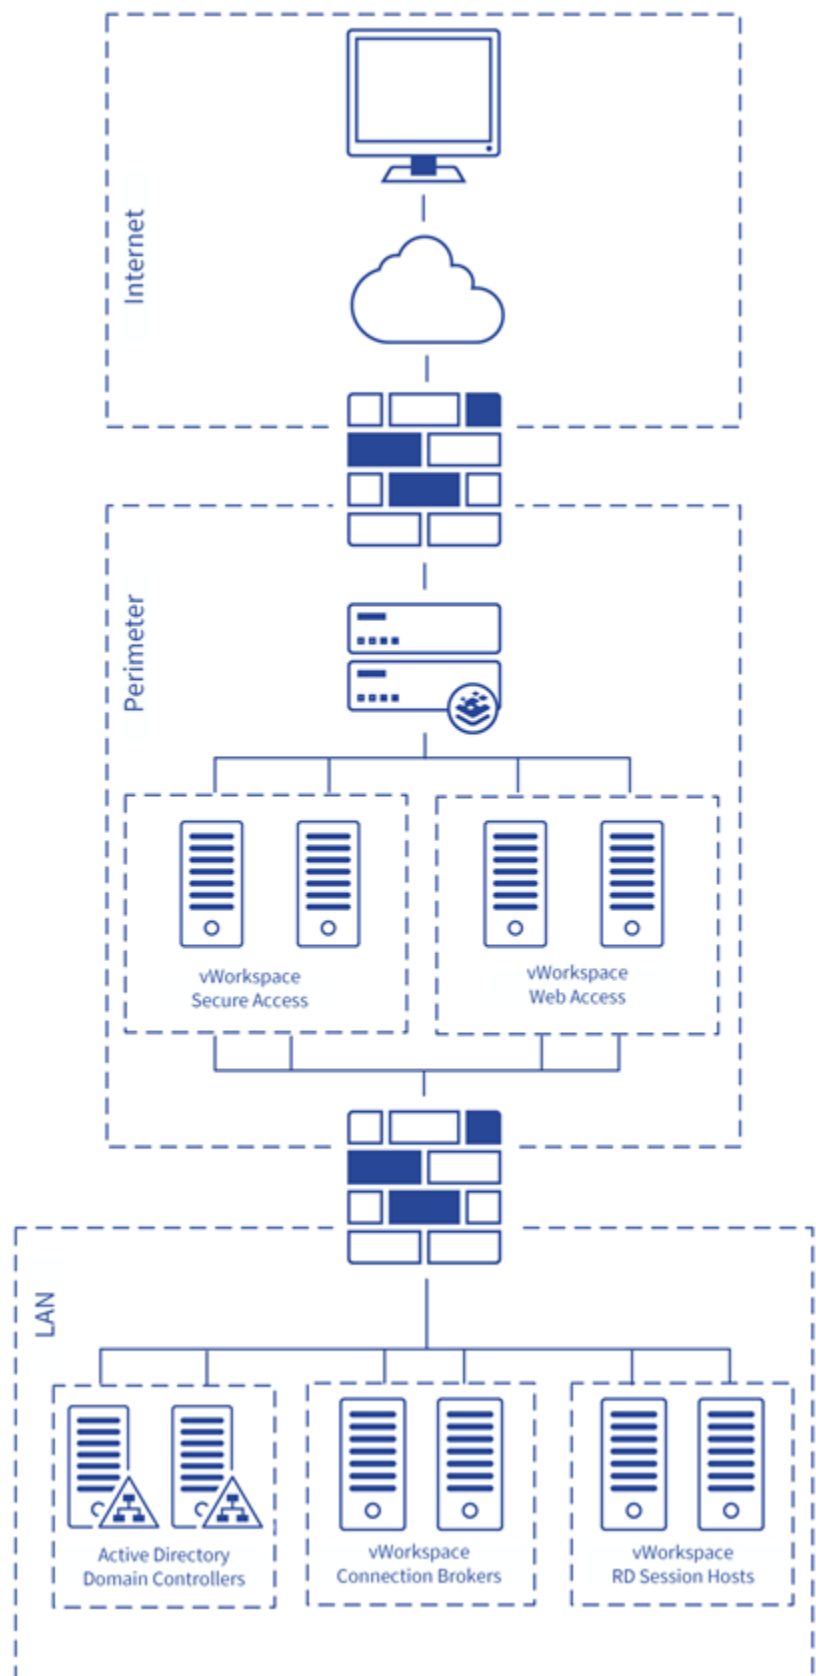 Internet
Perimeter
vWorkspace
Secure Access
vWorkspace
Web Access
LAN
Active Directory
Domain Controllers
vWorkspace
Connection Brokers
vWorkspace
RD Session Hosts